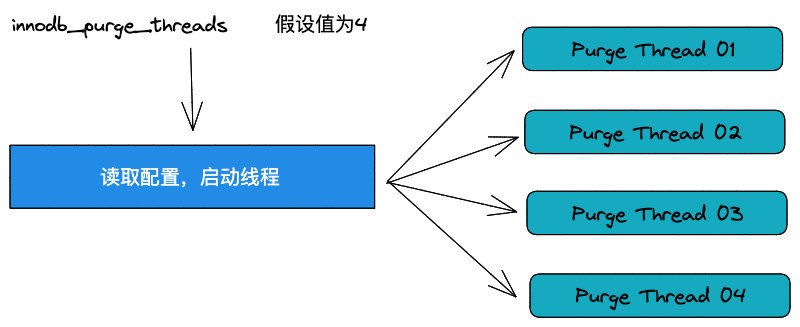 innodb_purge_threads 假设值为4
读取配置，启动线程
Purge Thread 01
Purge Thread 02
Purge Thread 03
Purge Thread 04